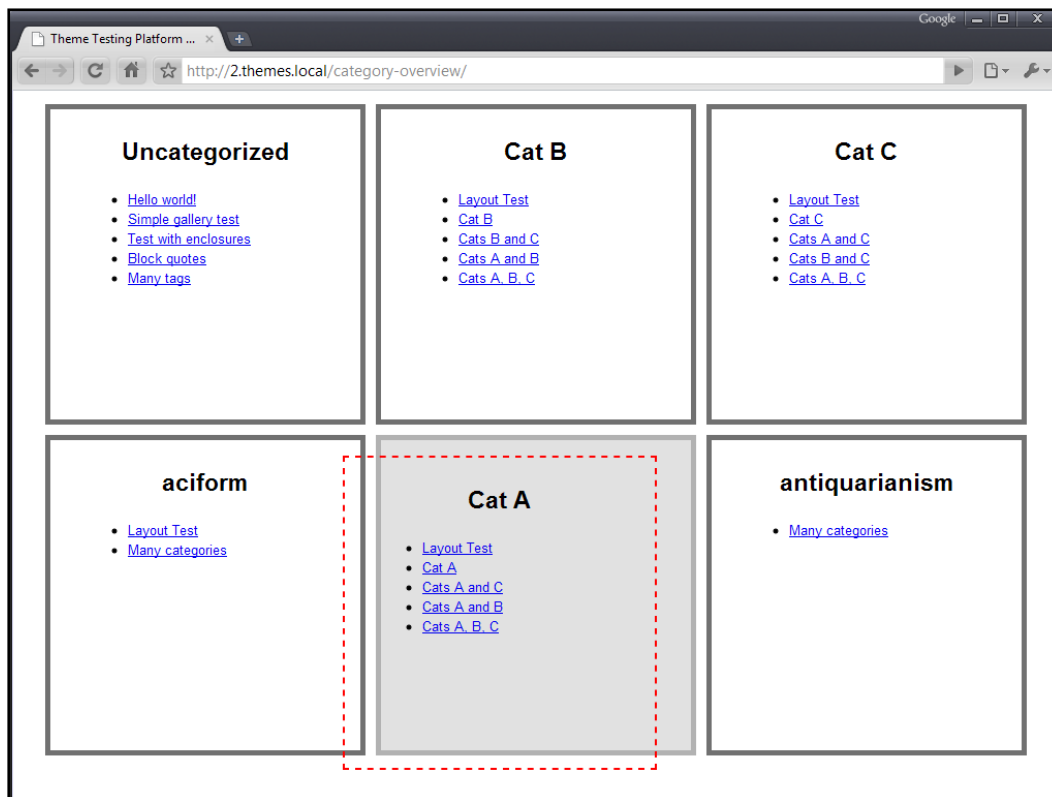 Google
Theme Testing Platform ...
http://2.themes.local/category-overview/
Uncategorized
Hello world!
Simple gallery test
Test with enclosures
Block quotes
Many tags
Cat B
Layout Test
Cat B
Cats B and C
Cats A and B
Cats A, B, C
Cat C
Layout Test
Cat C
Cats A and C
Cats B and C
Cats A, B, C
aciform
Layout Test
Many categories
Cat A
Layout Test
Cat A
Cats A and C
Cats A and B
Cats A, B, C
antiquarianism
Many categories